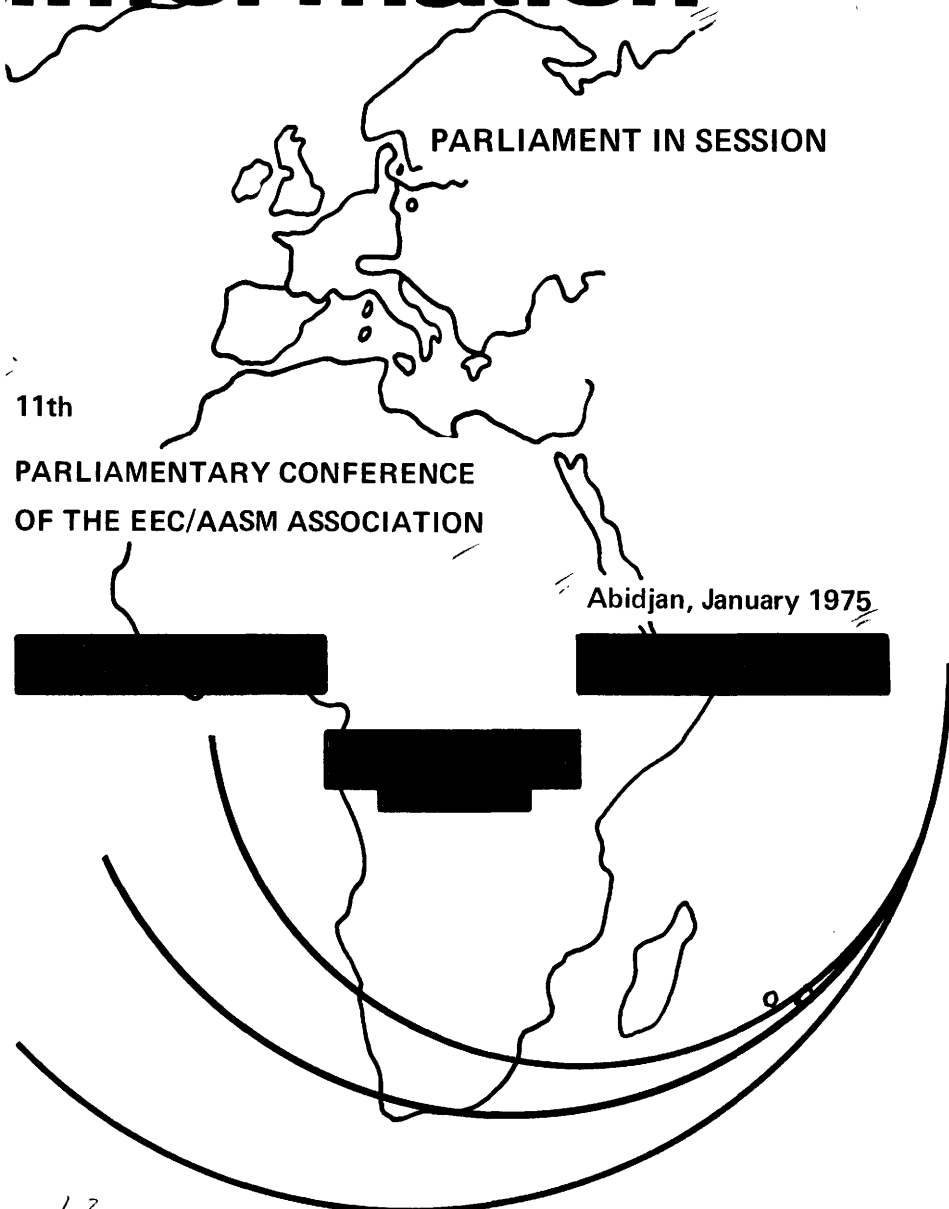 PARLIAMENT IN SESSION
11th
PARLIAMENTARY CONFERENCE
OF THE EEC/AASM ASSOCIATION
Abidjan, January 1975